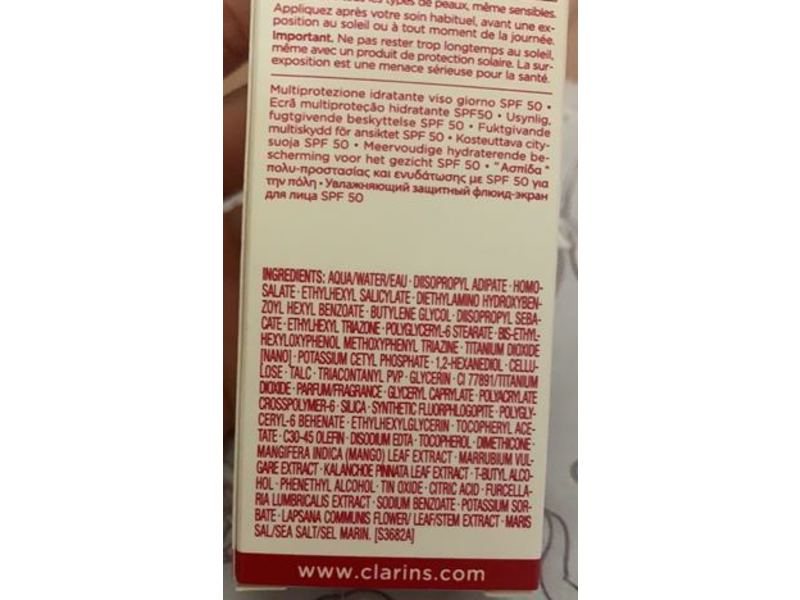 les types de peaux, même sensibles.
Appliquez après votre soin habituel, avant une ex-
position au soleil ou à tout moment de la journée.
Important. Ne pas rester trop longtemps au soleil,
même avec un produit de protection solaire. La sur-
exposition est une menace sérieuse pour la santé.
Multiprotezione idratante viso giorno SPF 50 •
Ecrã multiproteção hidratante SPF50 • Usynlig,
fugtgivende beskyttelse SPF 50 • Fuktgivande
multiskydd för ansiktet SPF 50 • Kosteuttava city-
suoja SPF 50 • Meervoudige hydraterende be-
scherming voor het gezicht SPF 50 • "Ασπίδα"
πολυ-προστασίας και ενυδάτωσης με SPF 50 για
την πόλη • Увлажняющий защитный флюид-экран
для лица SPF 50
INGREDIENTS: AQUA/WATER/EAU · DIISOPROPYL ADIPATE · HOMO-
SALATE · ETHYLHEXYL SALICYLATE · DIETHYLAMINO HYDROXYBEN-
ZOYL HEXYL BENZOATE · BUTYLENE GLYCOL · DIISOPROPYL SEBA-
CATE · ETHYLHEXYL TRIAZONE · POLYGLYCERYL-6 STEARATE · BIS-ETHYL-
HEXYLOXYPHENOL METHOXYPHENYL TRIAZINE · TITANIUM DIOXIDE
[NANO] · POTASSIUM CETYL PHOSPHATE · 1,2-HEXANEDIOL · CELLU-
LOSE · TALC · TRIACONTANYL PVP · GLYCERIN · CI 77891/TITANIUM
DIOXIDE · PARFUM/FRAGRANCE · GLYCERYL CAPRYLATE · POLYACRYLATE
CROSSPOLYMER-6 · SILICA · SYNTHETIC FLUORPHLOGOPITE · POLYGLY-
CERYL-6 BEHENATE · ETHYLHEXYLGLYCERIN · TOCOPHERYL ACE-
TATE · C30-45 OLEFIN · DISODIUM EDTA · TOCOPHEROL · DIMETHICONE ·
MANGIFERA INDICA (MANGO) LEAF EXTRACT · MARRUBIUM VUL-
GARE EXTRACT · KALANCHOE PINNATA LEAF EXTRACT · T-BUTYL ALCO-
HOL · PHENETHYL ALCOHOL · TIN OXIDE · CITRIC ACID · FURCELLA-
RIA LUMBRICALIS EXTRACT · SODIUM BENZOATE · POTASSIUM SOR-
BATE · LAPSANA COMMUNIS FLOWER/ LEAF/STEM EXTRACT · MARIS
SAL/SEA SALT/SEL MARIN. [S3682A]
www.clarins.com